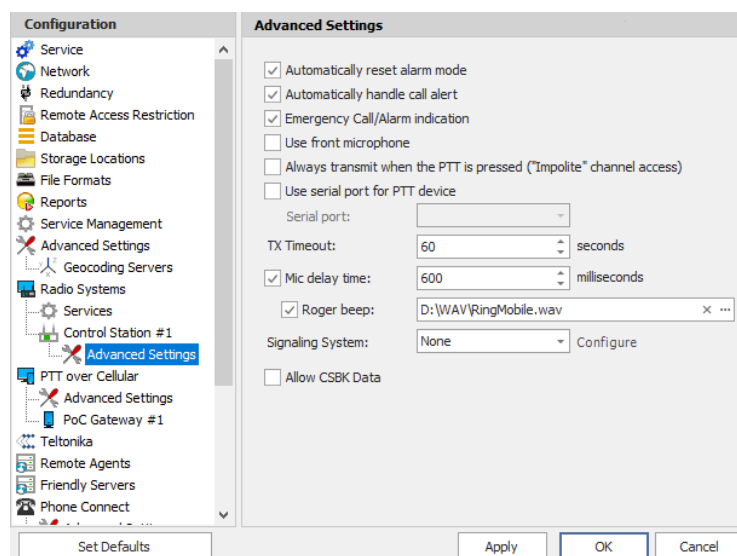 Configuration
Service
Network
Redundancy
Remote Access Restriction
Database
Storage Locations
File Formats
Reports
Service Management
Advanced Settings
Geocoding Servers
Radio Systems
Services
Control Station #1
Advanced Settings
PTT over Cellular
Advanced Settings
PoC Gateway #1
Teltonika
Remote Agents
Friendly Servers
Phone Connect
Advanced Settings
Automatically reset alarm mode
Automatically handle call alert
Emergency Call/Alarm indication
Use front microphone
Always transmit when the PTT is pressed ("Impolite" channel access)
Use serial port for PTT device
Serial port:
TX Timeout: 60 seconds
Mic delay time: 600 milliseconds
Roger beep: D:\WAV\RingMobile.wav
Signaling System: None Configure
Allow CSBK Data
Set Defaults Apply OK Cancel